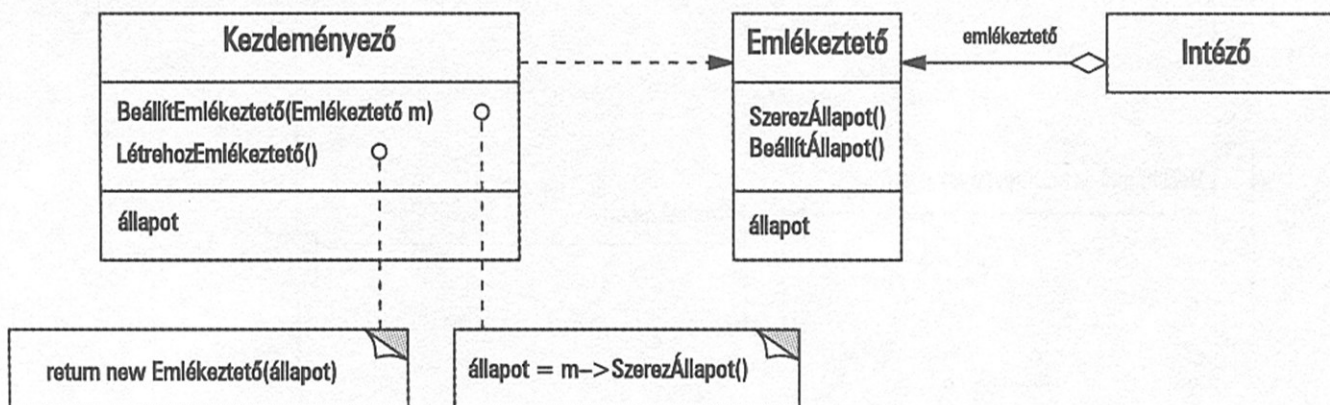 Kezdeményező
BeállítEmlékeztető(Emlékeztető m)
LétrehozEmlékeztető()
állapot
return new Emlékeztető(állapot)
állapot = m–>SzerezÁllapot()
Emlékeztető
SzerezÁllapot()
BeállítÁllapot()
állapot
emlékeztető
Intéző